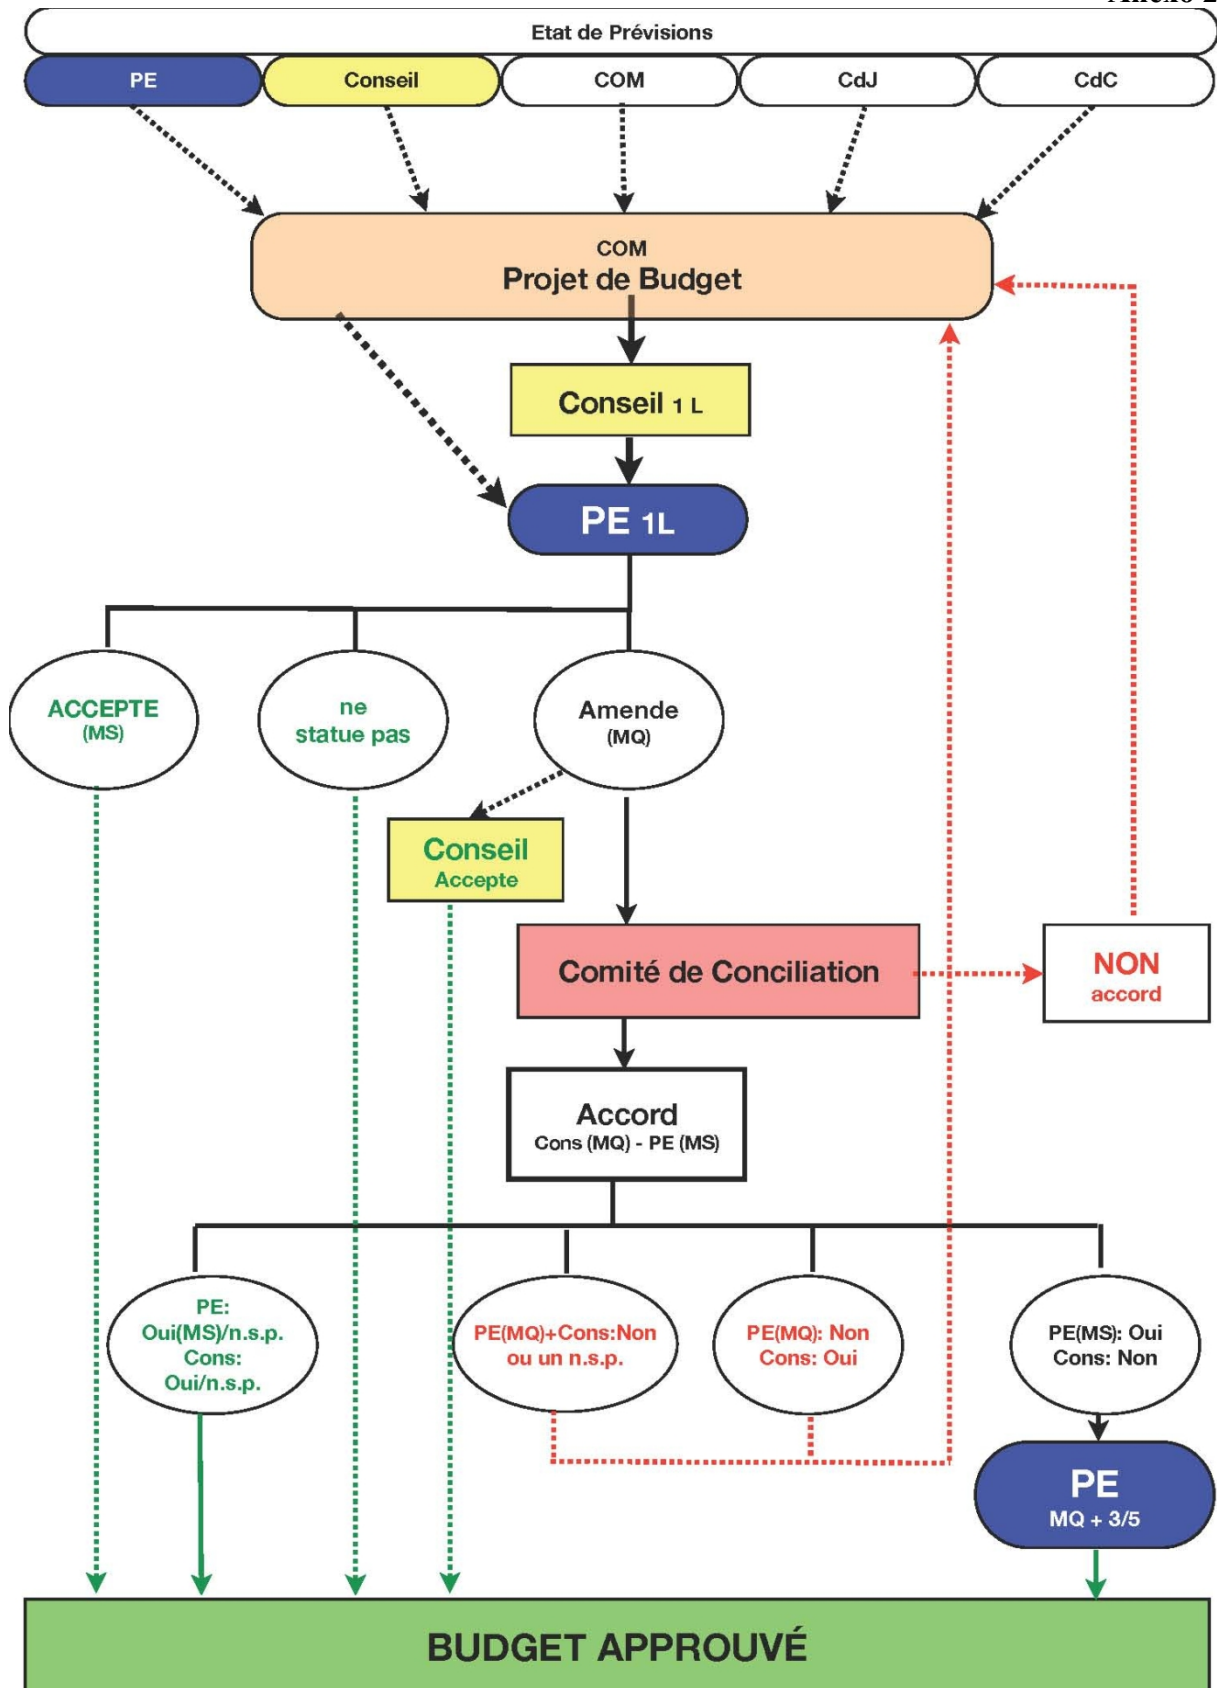 Anexo 2
Etat de Prévisions
PE
Conseil
COM
CdJ
CdC
COM
Projet de Budget
Conseil 1 L
PE 1L
ACCEPTE
(MS)
ne
statue pas
Amende
(MQ)
Conseil
Accepte
Comité de Conciliation
NON
accord
Accord
Cons (MQ) - PE (MS)
PE:
Oui(MS)/n.s.p.
Cons:
Oui/n.s.p.
PE(MQ)+Cons:Non
ou un n.s.p.
PE(MQ): Non
Cons: Oui
PE(MS): Oui
Cons: Non
PE
MQ + 3/5
BUDGET APPROUVÉ